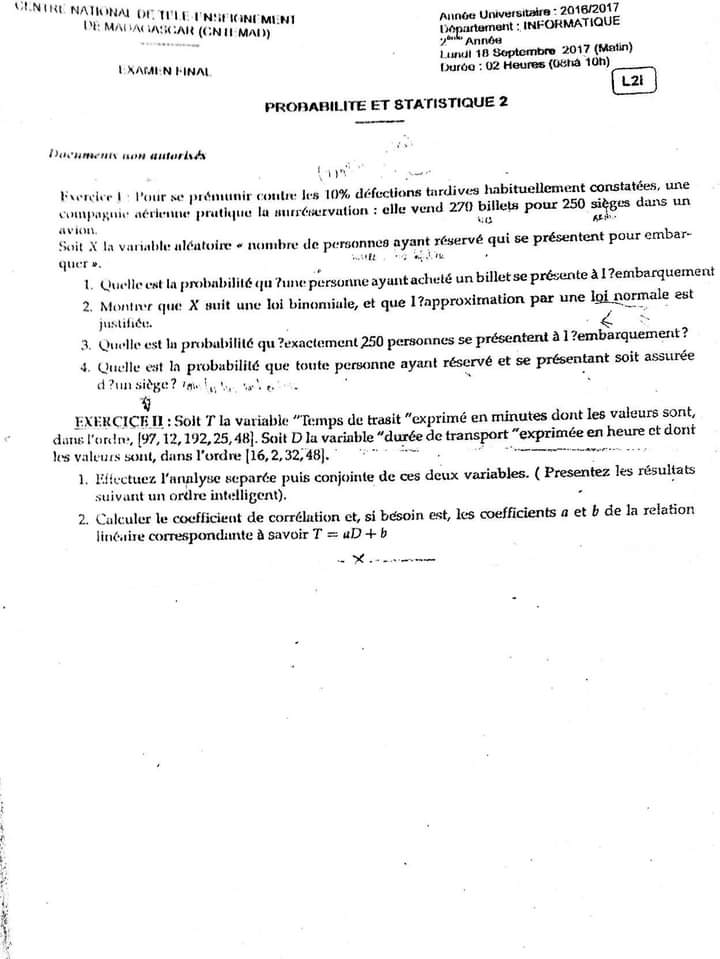 CENTRE NATIONAL DE TELE ENSEIGNEMENT
DE MADAGASCAR (CNTEMAD)
EXAMEN FINAL
Année Universitaire : 2016/2017
Département : INFORMATIQUE
2ème Année
Lundi 18 Septembre 2017 (Matin)
Durée : 02 Heures (08h à 10h)
L2I
PROBABILITE ET STATISTIQUE 2
Documents non autorisés
Exercice I : Pour se prémunir contre les 10% défections tardives habituellement constatées, une
compagnie aérienne pratique la surréservation : elle vend 270 billets pour 250 sièges dans un
avion.
Soit X la variable aléatoire « nombre de personnes ayant réservé qui se présentent pour embar-
quer ».
1. Quelle est la probabilité qu ?une personne ayant acheté un billet se présente à l ?embarquement
2. Montrer que X suit une loi binomiale, et que l ?approximation par une loi normale est
justifiée.
3. Quelle est la probabilité qu ?exactement 250 personnes se présentent à l ?embarquement ?
4. Quelle est la probabilité que toute personne ayant réservé et se présentant soit assurée
d ?un siège ?
EXERCICE II : Soit T la variable "Temps de trasit "exprimé en minutes dont les valeurs sont,
dans l'ordre, [97, 12, 192, 25, 48]. Soit D la variable "durée de transport "exprimée en heure et dont
les valeurs sont, dans l'ordre [16, 2, 32, 48].
1. Effectuez l'analyse separée puis conjointe de ces deux variables. ( Presentez les résultats
suivant un ordre intelligent).
2. Calculer le coefficient de corrélation et, si bésoin est, les coefficients a et b de la relation
linéaire correspondante à savoir T = aD + b